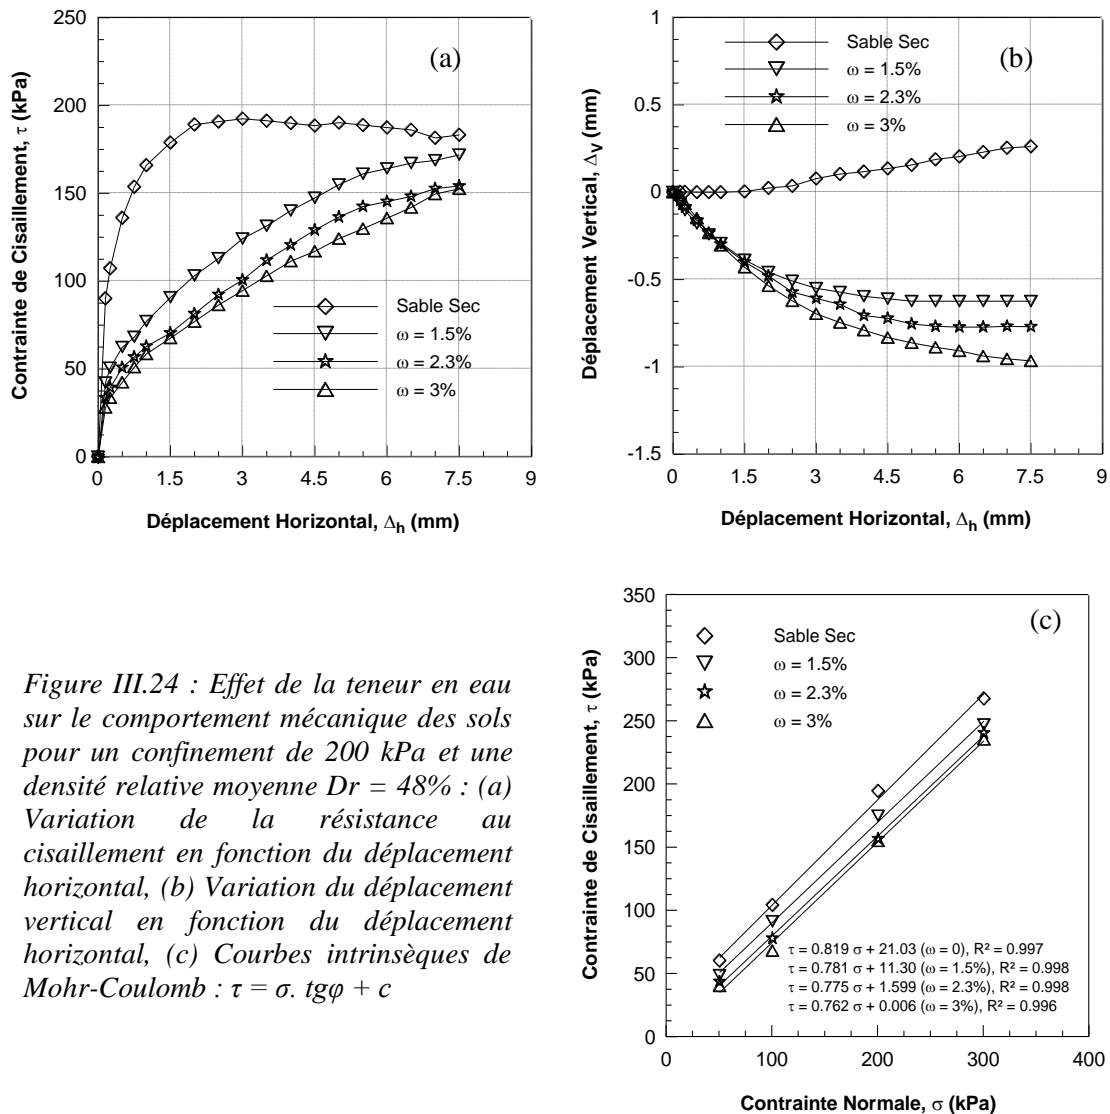 250
200
150
100
50
0
0
1.5
3
4.5
6
7.5
9
Contrainte de Cisaillement, τ (kPa)
Déplacement Horizontal, Δh (mm)
(a)
Sable Sec
ω = 1.5%
ω = 2.3%
ω = 3%
1
0.5
0
-0.5
-1
-1.5
0
1.5
3
4.5
6
7.5
9
Déplacement Vertical, Δv (mm)
Déplacement Horizontal, Δh (mm)
(b)
Sable Sec
ω = 1.5%
ω = 2.3%
ω = 3%
Figure III.24 : Effet de la teneur en eau
sur le comportement mécanique des sols
pour un confinement de 200 kPa et une
densité relative moyenne Dr = 48% : (a)
Variation de la résistance au
cisaillement en fonction du déplacement
horizontal, (b) Variation du déplacement
vertical en fonction du déplacement
horizontal, (c) Courbes intrinsèques de
Mohr-Coulomb : τ = σ. tgφ + c
350
300
350
250
200
150
100
50
0
0
100
200
300
400
Contrainte de Cisaillement, τ (kPa)
Contrainte Normale, σ (kPa)
(c)
Sable Sec
ω = 1.5%
ω = 2.3%
ω = 3%
τ = 0.819 σ + 21.03 (ω = 0), R² = 0.997
τ = 0.781 σ + 11.30 (ω = 1.5%), R² = 0.998
τ = 0.775 σ + 1.599 (ω = 2.3%), R² = 0.998
τ = 0.762 σ + 0.006 (ω = 3%), R² = 0.996